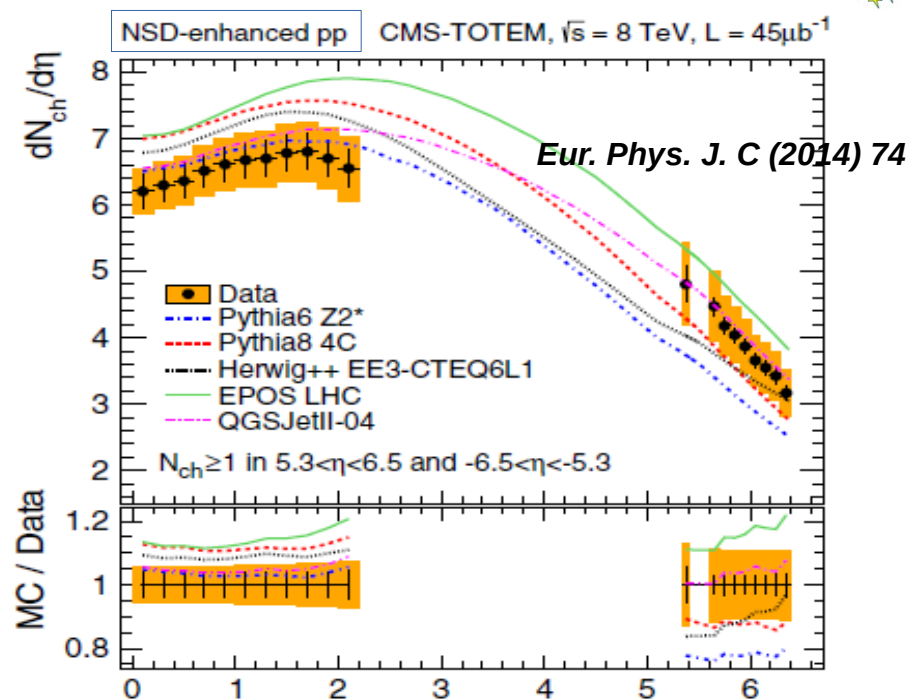 NSD-enhanced pp CMS-TOTEM, √s = 8 TeV, L = 45μb⁻¹
dN_ch/dη
8
7
6
5
4
3
2
Eur. Phys. J. C (2014) 74
Data
Pythia6 Z2*
Pythia8 4C
Herwig++ EE3-CTEQ6L1
EPOS LHC
QGSJetII-04
N_ch≥1 in 5.3<η<6.5 and -6.5<η<-5.3
MC / Data
1.2
1
0.8
0 1 2 3 4 5 6